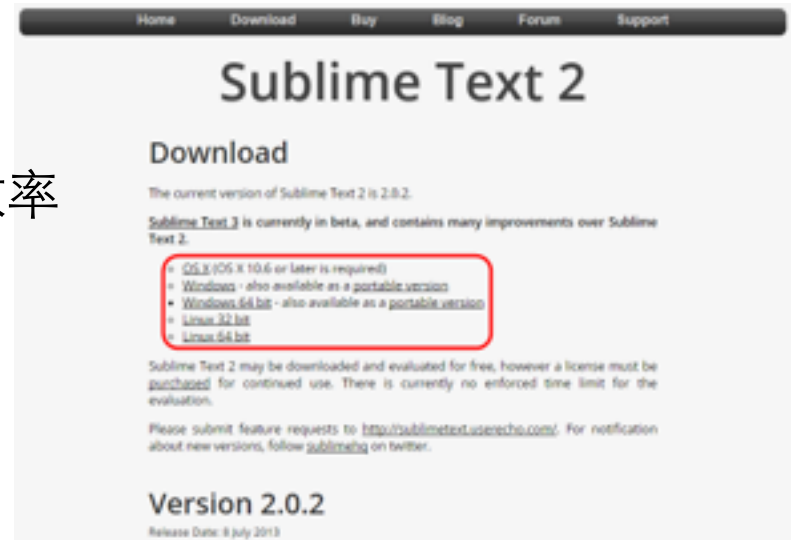 Home Download Buy Blog Forum Support
Sublime Text 2
率
Download
The current version of Sublime Text 2 is 2.0.2.
Sublime Text 3 is currently in beta, and contains many improvements over Sublime
Text 2.
OS X (OS X 10.6 or later is required)
Windows - also available as a portable version
Windows 64 bit - also available as a portable version
Linux 32 bit
Linux 64 bit
Sublime Text 2 may be downloaded and evaluated for free, however a license must be
purchased for continued use. There is currently no enforced time limit for the
evaluation.
Please submit feature requests to http://sublimetext.userecho.com/. For notification
about new versions, follow sublimehq on twitter.
Version 2.0.2
Release Date: 8 July 2013